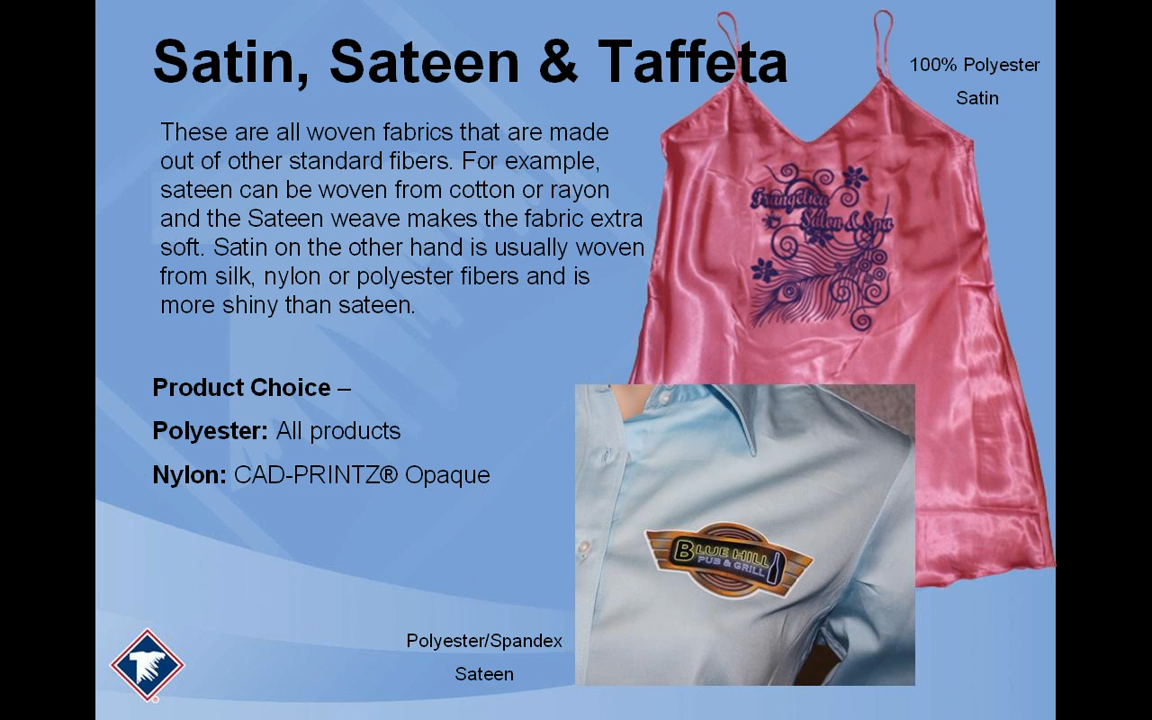 Satin, Sateen & Taffeta
100% Polyester
Satin
These are all woven fabrics that are made
out of other standard fibers. For example,
sateen can be woven from cotton or rayon
and the Sateen weave makes the fabric extra
soft. Satin on the other hand is usually woven
from silk, nylon or polyester fibers and is
more shiny than sateen.
Frangelica
Salon & Spa
Product Choice –
Polyester: All products
Nylon: CAD-PRINTZ® Opaque
BLUE HILL
PUB & GRILL
Polyester/Spandex
Sateen
®